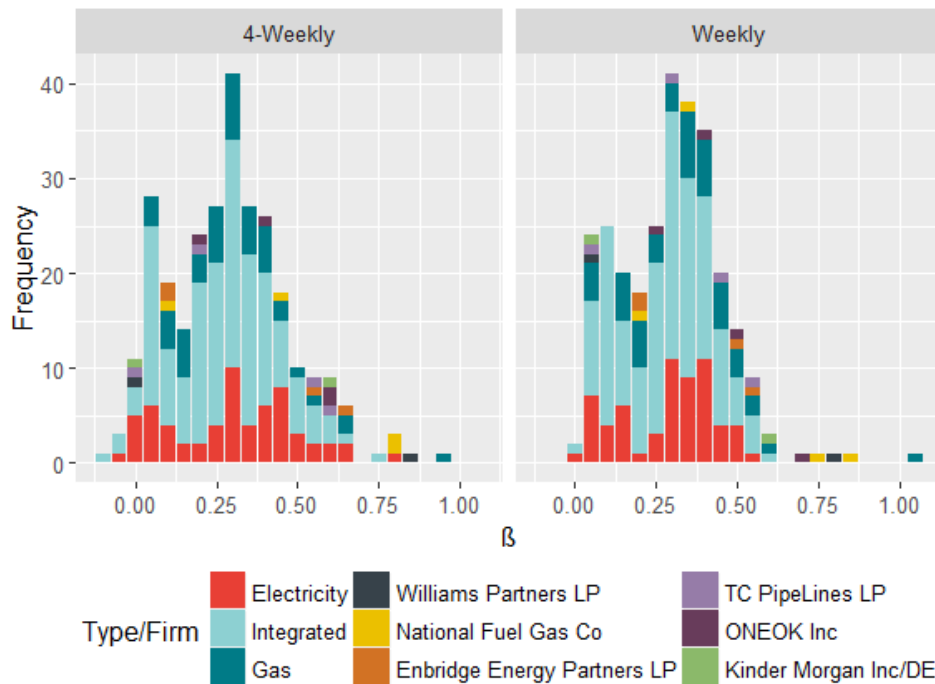 4-Weekly Weekly
40
30
20
10
0
Frequency
0.00 0.25 0.50 0.75 1.00 0.00 0.25 0.50 0.75 1.00
ß
Type/Firm
Electricity Williams Partners LP TC PipeLines LP
Integrated National Fuel Gas Co ONEOK Inc
Gas Enbridge Energy Partners LP Kinder Morgan Inc/DE